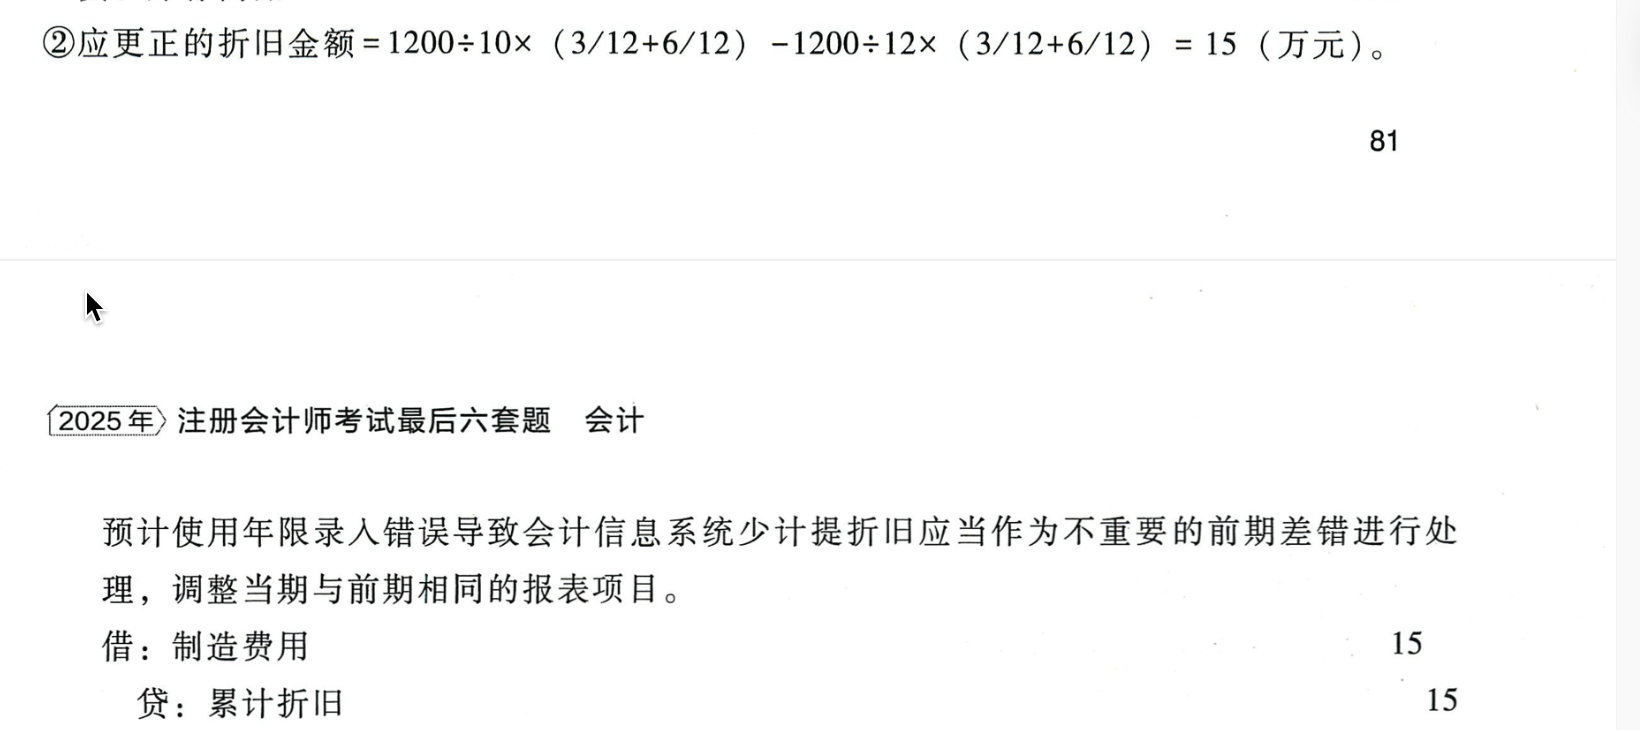 ②应更正的折旧金额=1200÷10×（3/12+6/12）-1200÷12×（3/12+6/12）=15（万元）。
81
2025年 注册会计师考试最后六套题 会计
预计使用年限录入错误导致会计信息系统少计提折旧应当作为不重要的前期差错进行处
理，调整当期与前期相同的报表项目。
借：制造费用 15
贷：累计折旧 15